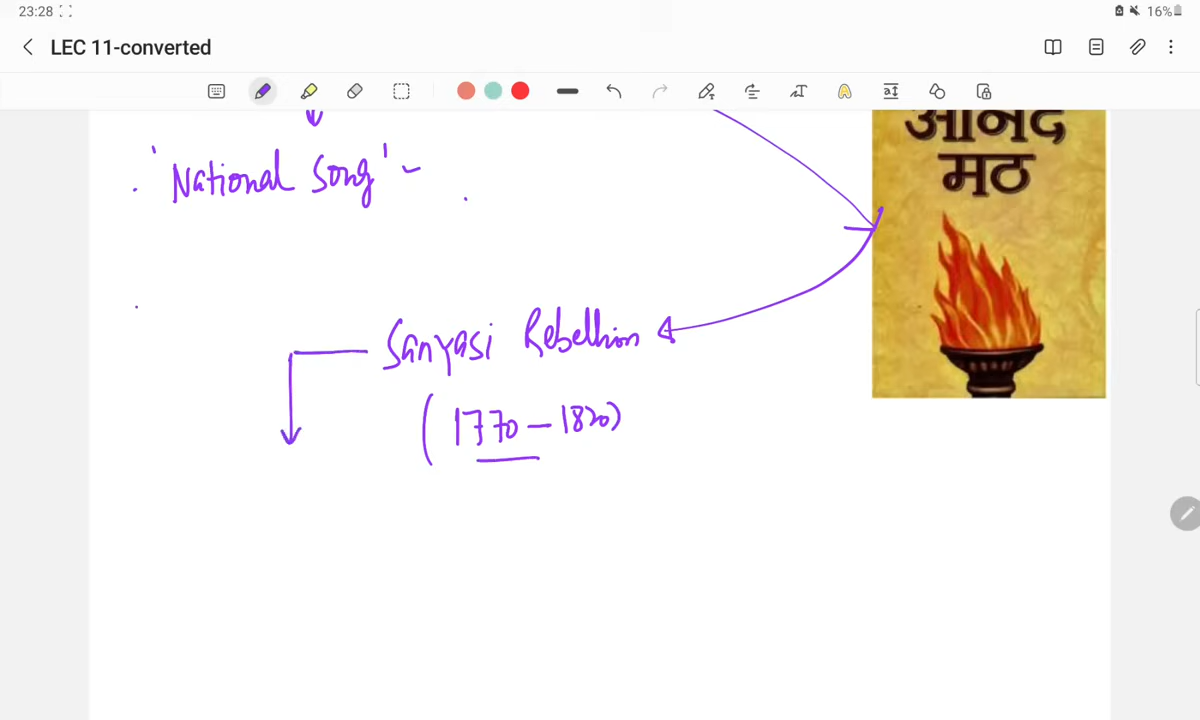 23:28
16%
LEC 11-converted
आनंद
मठ
'National Song' -
Sanyasi Rebellion
(1770-1820)